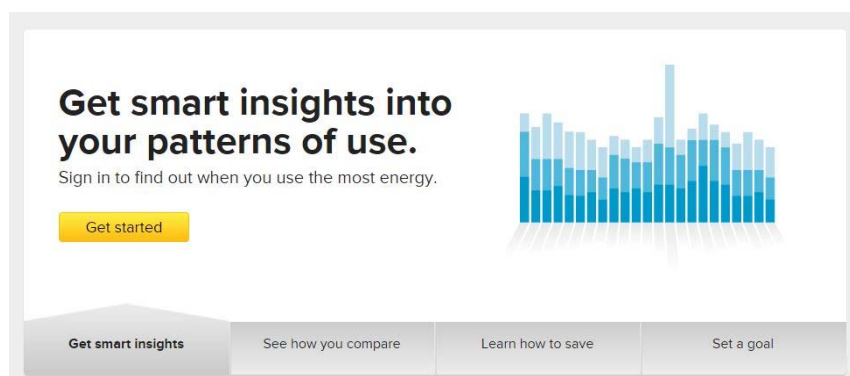 Get smart insights into
your patterns of use.
Sign in to find out when you use the most energy.
Get started
Get smart insights
See how you compare
Learn how to save
Set a goal